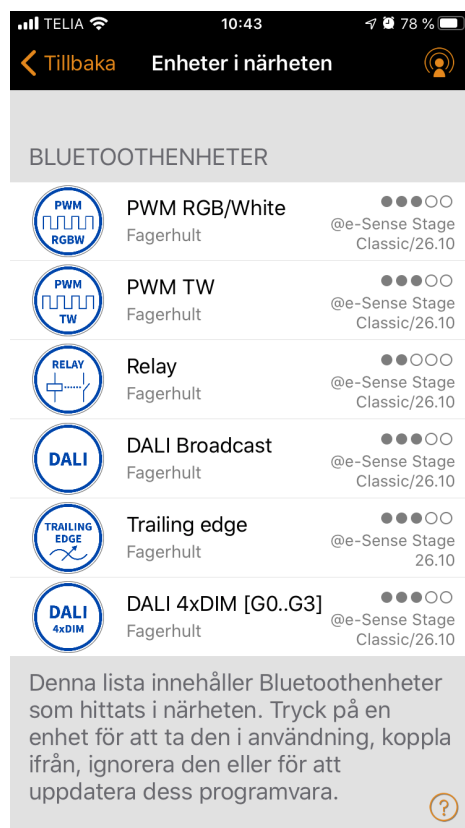 TELIA 10:43 78 %
Tillbaka Enheter i närheten
BLUETOOTHENHETER
PWM
RGBW
PWM RGB/White
Fagerhult
@e-Sense Stage
Classic/26.10
PWM
TW
PWM TW
Fagerhult
@e-Sense Stage
Classic/26.10
RELAY
Relay
Fagerhult
@e-Sense Stage
Classic/26.10
DALI
DALI Broadcast
Fagerhult
@e-Sense Stage
Classic/26.10
TRAILING
EDGE
Trailing edge
Fagerhult
@e-Sense Stage
26.10
DALI
4xDIM
DALI 4xDIM [G0..G3]
Fagerhult
@e-Sense Stage
Classic/26.10
Denna lista innehåller Bluetoothenheter
som hittats i närheten. Tryck på en
enhet för att ta den i användning, koppla
ifrån, ignorera den eller för att
uppdatera dess programvara.
?